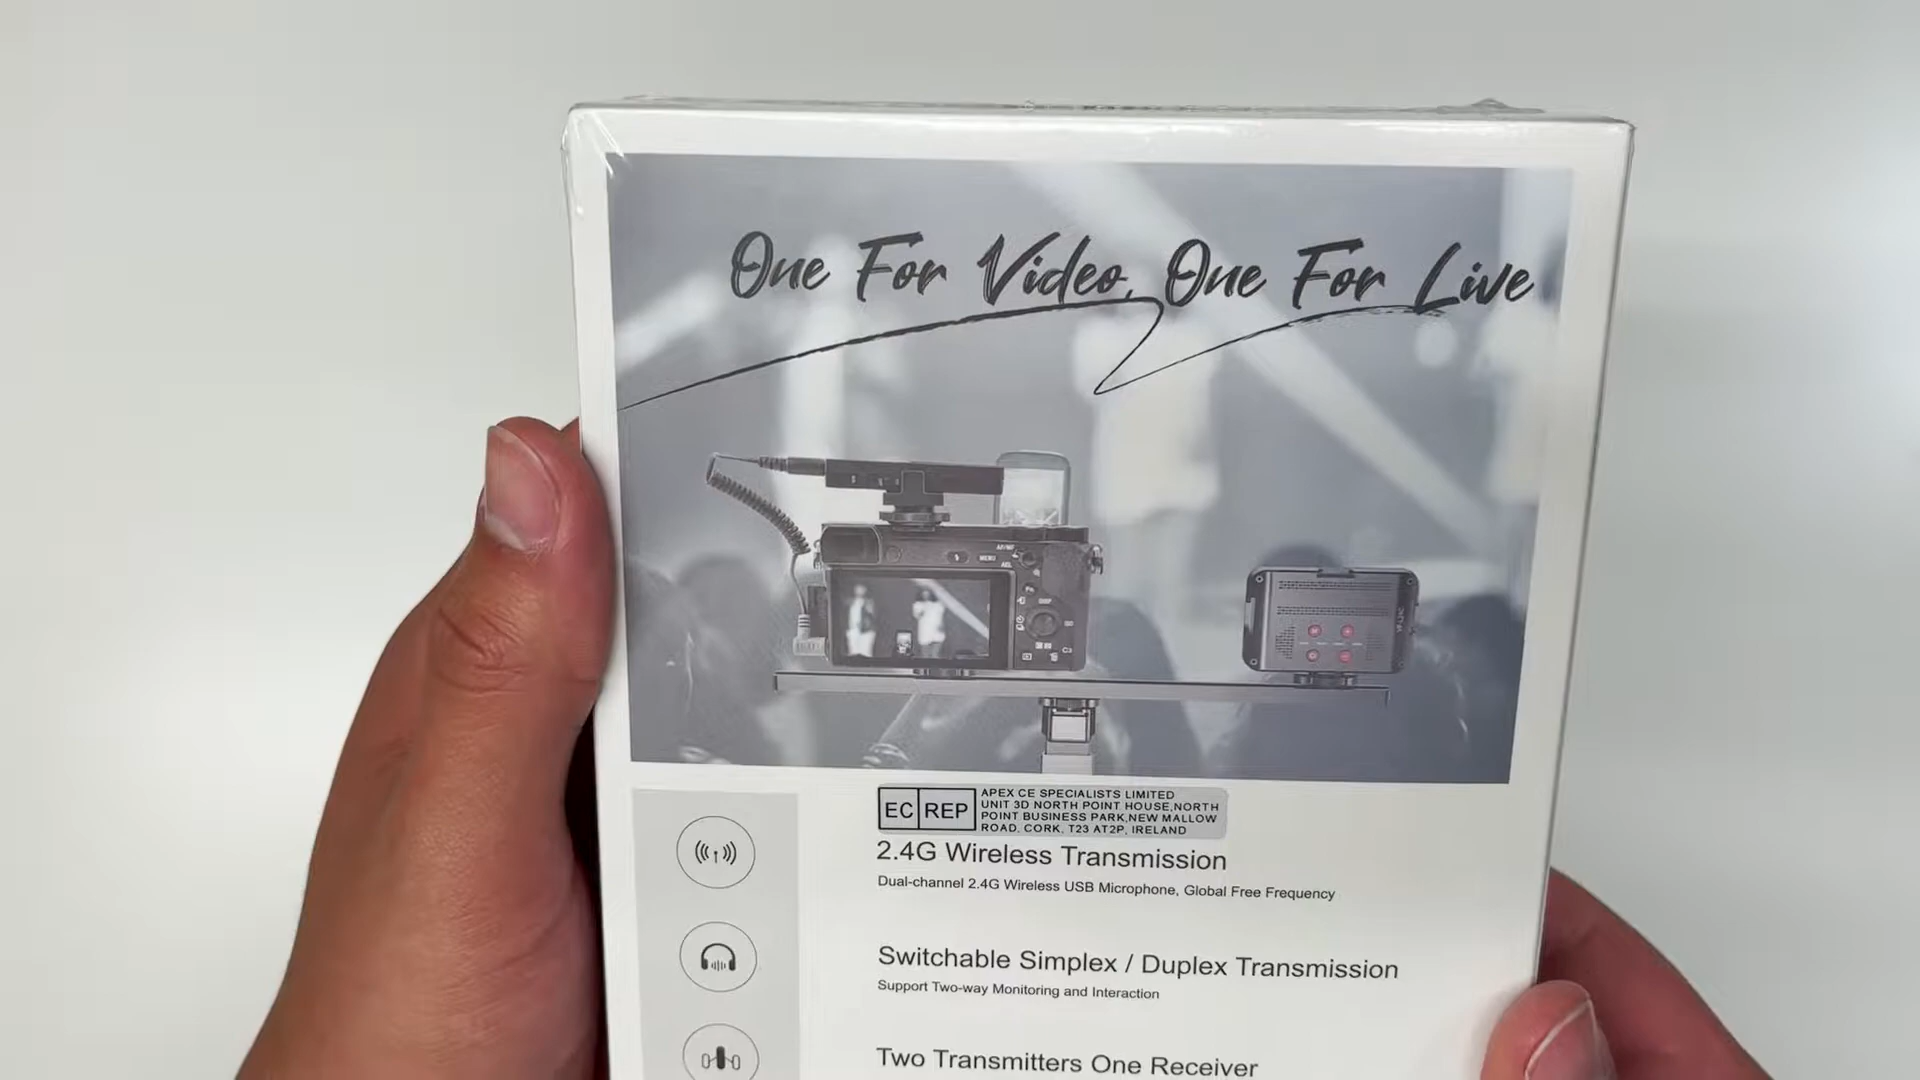 One For Video, One For Live
EC REP
APEX CE SPECIALISTS LIMITED
UNIT 3D NORTH POINT HOUSE,NORTH
POINT BUSINESS PARK,NEW MALLOW
ROAD, CORK, T23 AT2P, IRELAND
2.4G Wireless Transmission
Dual-channel 2.4G Wireless USB Microphone, Global Free Frequency
Switchable Simplex / Duplex Transmission
Support Two-way Monitoring and Interaction
Two Transmitters One Receiver